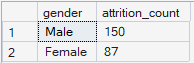 gender attrition_count
1 Male 150
2 Female 87